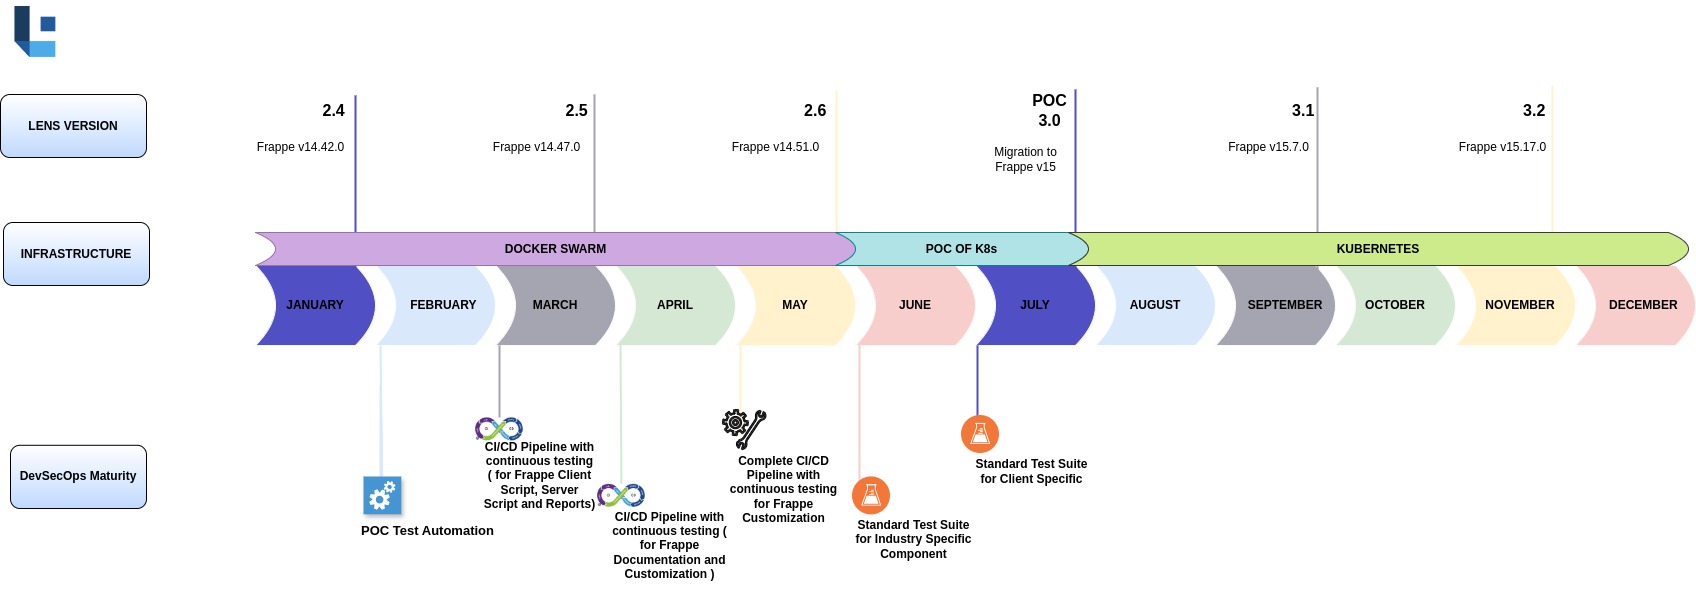 LENS VERSION
2.4
Frappe v14.42.0
2.5
Frappe v14.47.0
2.6
Frappe v14.51.0
POC
3.0
Migration to
Frappe v15
3.1
Frappe v15.7.0
3.2
Frappe v15.17.0
INFRASTRUCTURE
DOCKER SWARM
POC OF K8s
KUBERNETES
JANUARY
FEBRUARY
MARCH
APRIL
MAY
JUNE
JULY
AUGUST
SEPTEMBER
OCTOBER
NOVEMBER
DECEMBER
DevSecOps Maturity
POC Test Automation
CI/CD Pipeline with
continuous testing
( for Frappe Client
Script, Server
Script and Reports)
CI/CD Pipeline with
continuous testing (
for Frappe
Documentation and
Customization )
Complete CI/CD
Pipeline with
continuous testing
for Frappe
Customization
Standard Test Suite
for Industry Specific
Component
Standard Test Suite
for Client Specific